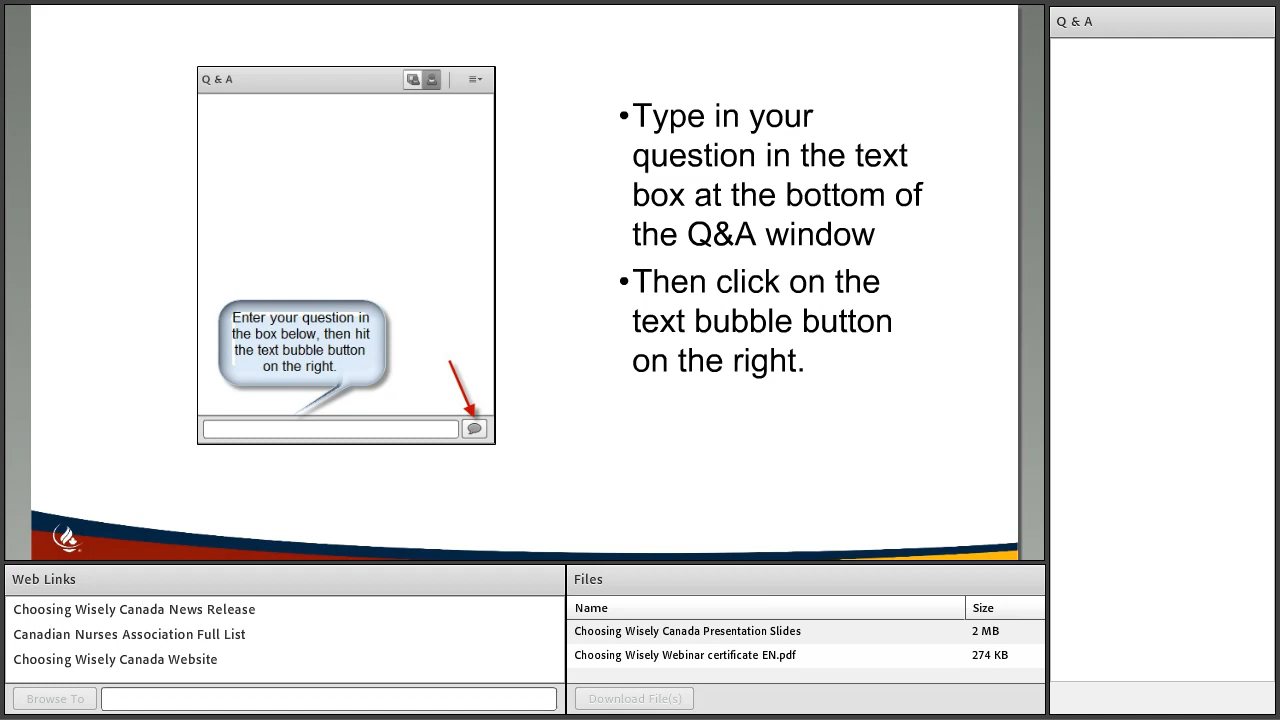 Q & A
Enter your question in
the box below, then hit
the text bubble button
on the right.
•Type in your
question in the text
box at the bottom of
the Q&A window
•Then click on the
text bubble button
on the right.
Q & A
Web Links
Choosing Wisely Canada News Release
Canadian Nurses Association Full List
Choosing Wisely Canada Website
Browse To
Files
Name Size
Choosing Wisely Canada Presentation Slides 2 MB
Choosing Wisely Webinar certificate EN.pdf 274 KB
Download File(s)